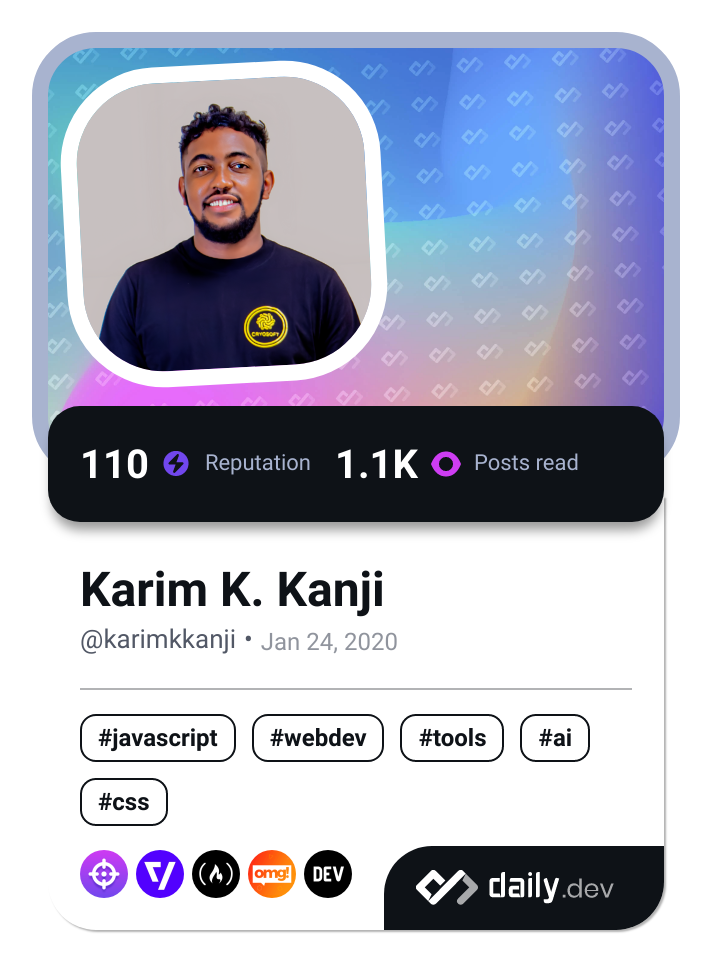 CRYOSOFT
110 Reputation 1.1K Posts read
Karim K. Kanji
@karimkkanji • Jan 24, 2020
#javascript #webdev #tools #ai
#css
omg! DEV
daily.dev